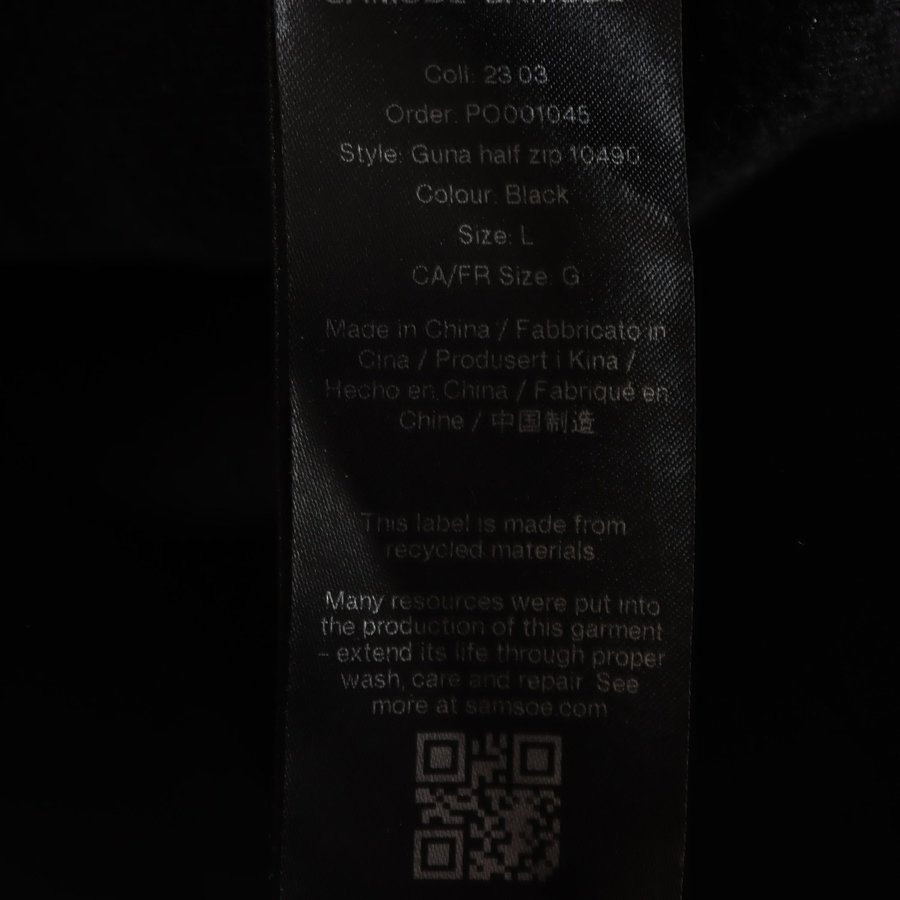 SAMSØE SAMSØE
Coll: 23 03
Order: PO001045
Style: Guna half zip 10490
Colour: Black
Size: L
CA/FR Size: G
Made in China / Fabbricato in
Cina / Produsert i Kina /
Hecho en China / Fabriqué en
Chine / 中国制造
This label is made from
recycled materials
Many resources were put into
the production of this garment
– extend its life through proper
wash, care and repair. See
more at samsoe.com